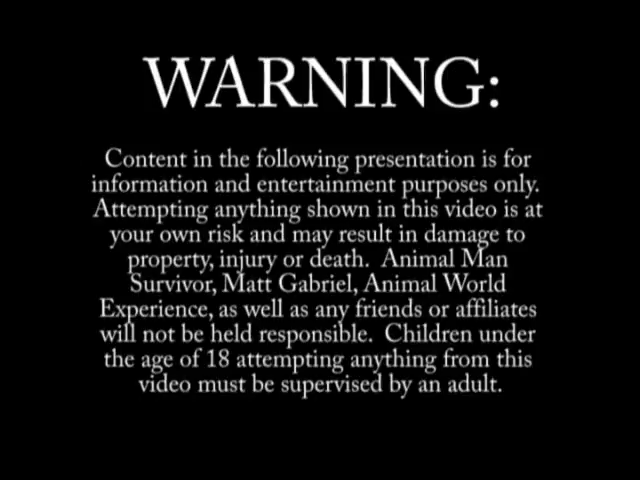 WARNING:
Content in the following presentation is for
information and entertainment purposes only.
Attempting anything shown in this video is at
your own risk and may result in damage to
property, injury or death.  Animal Man
Survivor, Matt Gabriel, Animal World
Experience, as well as any friends or affiliates
will not be held responsible.  Children under
the age of 18 attempting anything from this
video must be supervised by an adult.